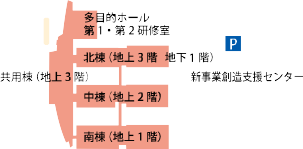 多目的ホール
第1・第2研修室
北棟（地上3階 地下1階）
P
共用棟（地上3階）
新事業創造支援センター
中棟（地上2階）
南棟（地上1階）